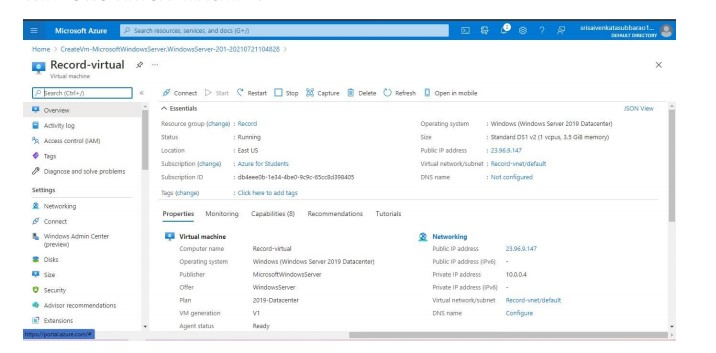 Microsoft Azure
Search resources, services, and docs (G+/)
srisaivenkatasubbarao1...
DEFAULT DIRECTORY
Home > CreateVm-MicrosoftWindowsServer.WindowsServer-201-20210721104828 >
Record-virtual
Virtual machine
Search (Ctrl+/)
Connect Start Restart Stop Capture Delete Refresh Open in mobile
Overview
Activity log
Access control (IAM)
Tags
Diagnose and solve problems
Settings
Networking
Connect
Windows Admin Center
(preview)
Disks
Size
Security
Advisor recommendations
Extensions
https://portal.azure.com/#
Essentials
JSON View
Resource group (change) : Record
Status : Running
Location : East US
Subscription (change) : Azure for Students
Subscription ID : db4eee0b-1e34-4be0-9c9c-65cc8d398405
Tags (change) : Click here to add tags
Operating system : Windows (Windows Server 2019 Datacenter)
Size : Standard DS1 v2 (1 vcpus, 3.5 GiB memory)
Public IP address : 23.96.9.147
Virtual network/subnet : Record-vnet/default
DNS name : Not configured
Properties Monitoring Capabilities (8) Recommendations Tutorials
Virtual machine
Computer name Record-virtual
Operating system Windows (Windows Server 2019 Datacenter)
Publisher MicrosoftWindowsServer
Offer WindowsServer
Plan 2019-Datacenter
VM generation V1
Agent status Ready
Networking
Public IP address 23.96.9.147
Public IP address (IPv6) -
Private IP address 10.0.0.4
Private IP address (IPv6) -
Virtual network/subnet Record-vnet/default
DNS name Configure